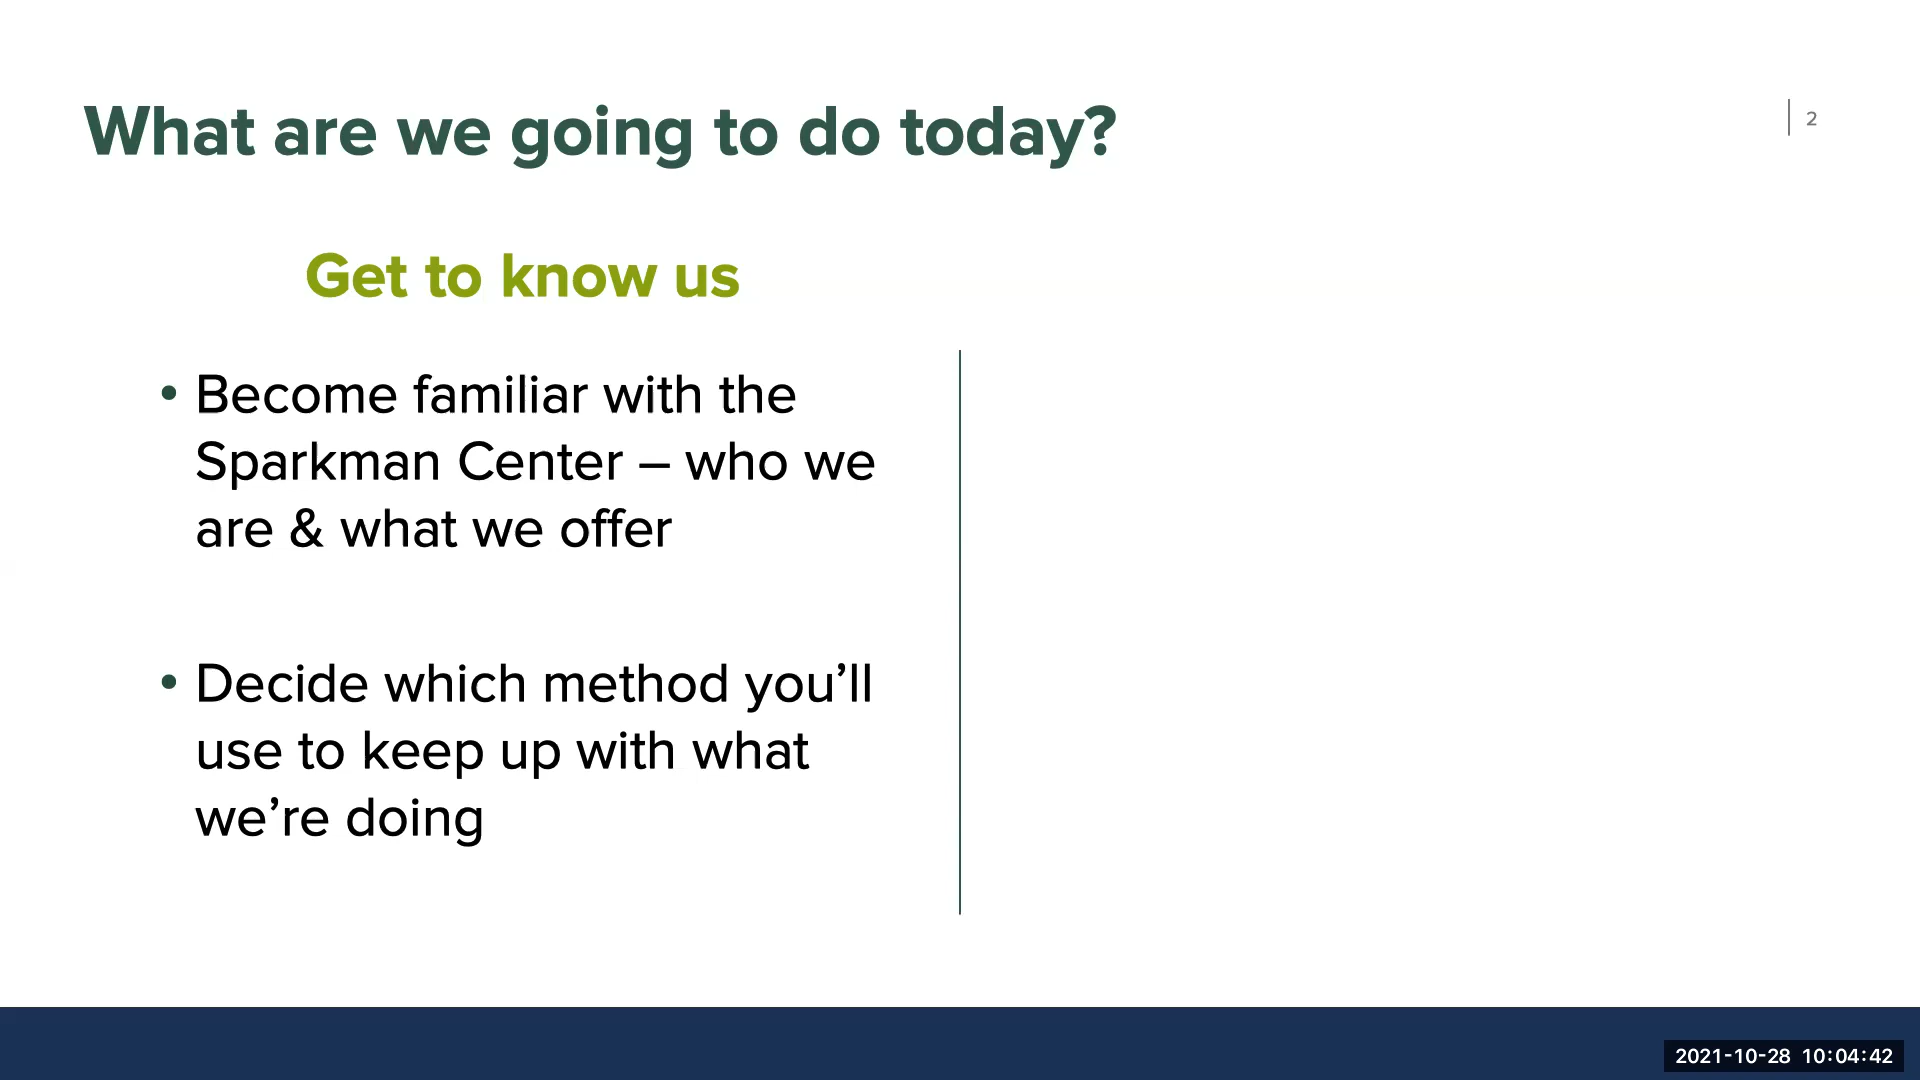 What are we going to do today?
2
Get to know us
• Become familiar with the
Sparkman Center – who we
are & what we offer
• Decide which method you’ll
use to keep up with what
we’re doing
2021-10-28 10:04:42